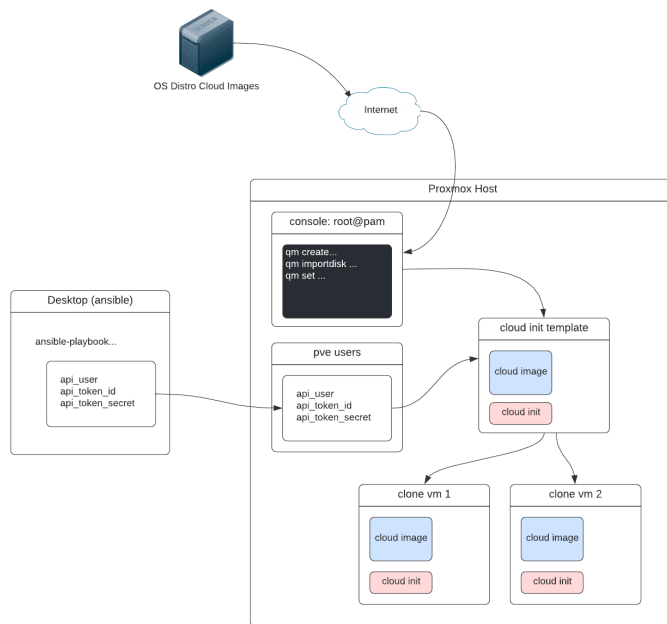 OS Distro Cloud Images
Internet
Proxmox Host
console: root@pam
qm create...
qm importdisk ...
qm set ...
Desktop (ansible)
ansible-playbook...
api_user
api_token_id
api_token_secret
pve users
api_user
api_token_id
api_token_secret
cloud init template
cloud image
cloud init
clone vm 1
cloud image
cloud init
clone vm 2
cloud image
cloud init